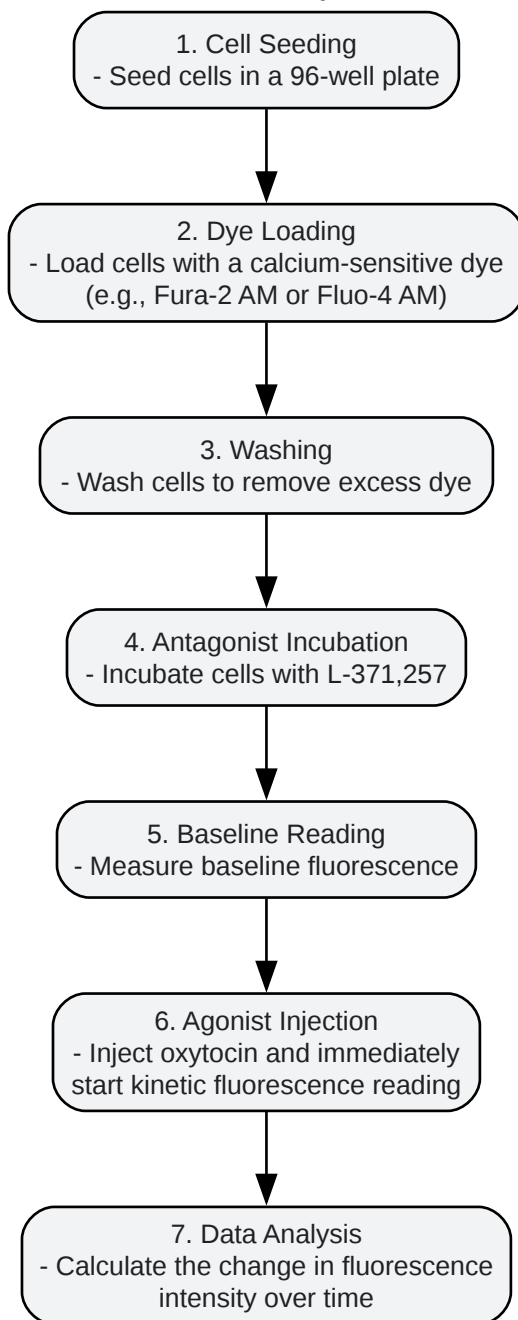 1. Cell Seeding
- Seed cells in a 96-well plate
2. Dye Loading
- Load cells with a calcium-sensitive dye
(e.g., Fura-2 AM or Fluo-4 AM)
3. Washing
- Wash cells to remove excess dye
4. Antagonist Incubation
- Incubate cells with L-371,257
5. Baseline Reading
- Measure baseline fluorescence
6. Agonist Injection
- Inject oxytocin and immediately
start kinetic fluorescence reading
7. Data Analysis
- Calculate the change in fluorescence
intensity over time